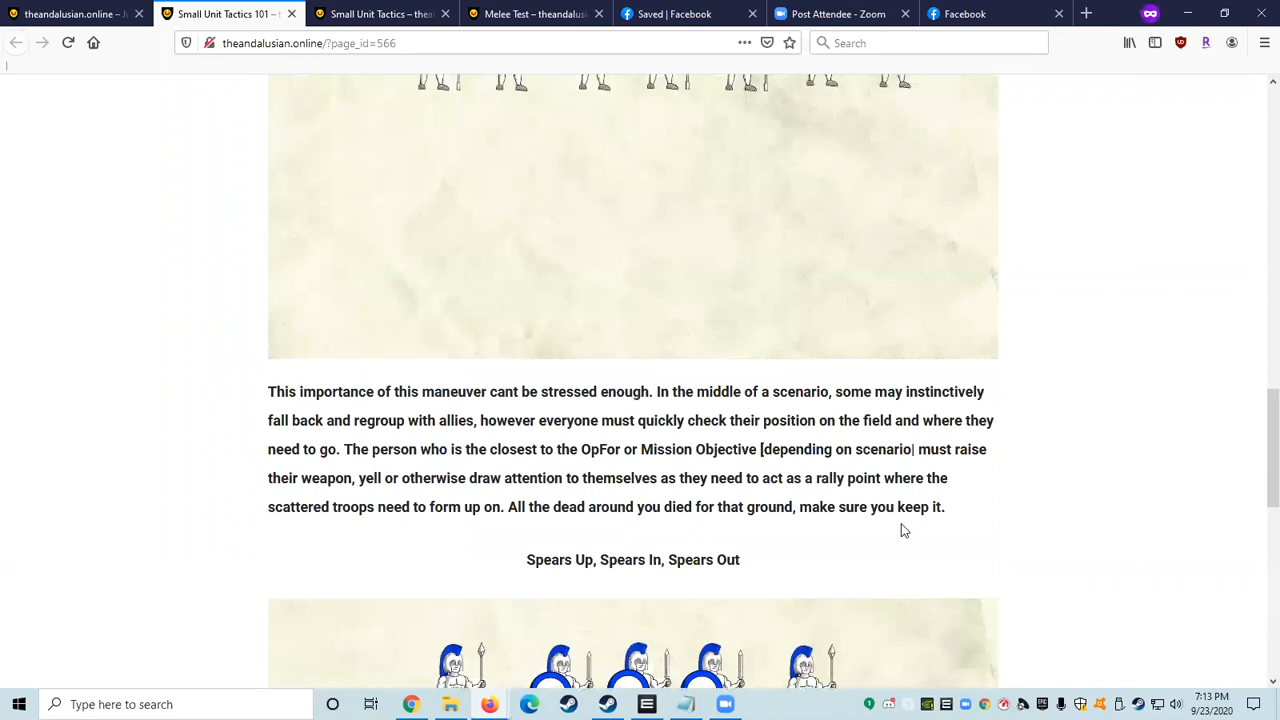 theandalusian.online – Ju
Small Unit Tactics 101 – t
Small Unit Tactics – thean
Melee Test – theandalusi
Saved | Facebook
Post Attendee - Zoom
Facebook
theandalusian.online/?page_id=566
Search
This importance of this maneuver cant be stressed enough. In the middle of a scenario, some may instinctively
fall back and regroup with allies, however everyone must quickly check their position on the field and where they
need to go. The person who is the closest to the OpFor or Mission Objective [depending on scenario| must raise
their weapon, yell or otherwise draw attention to themselves as they need to act as a rally point where the
scattered troops need to form up on. All the dead around you died for that ground, make sure you keep it.
Spears Up, Spears In, Spears Out
Type here to search
7:13 PM
9/23/2020